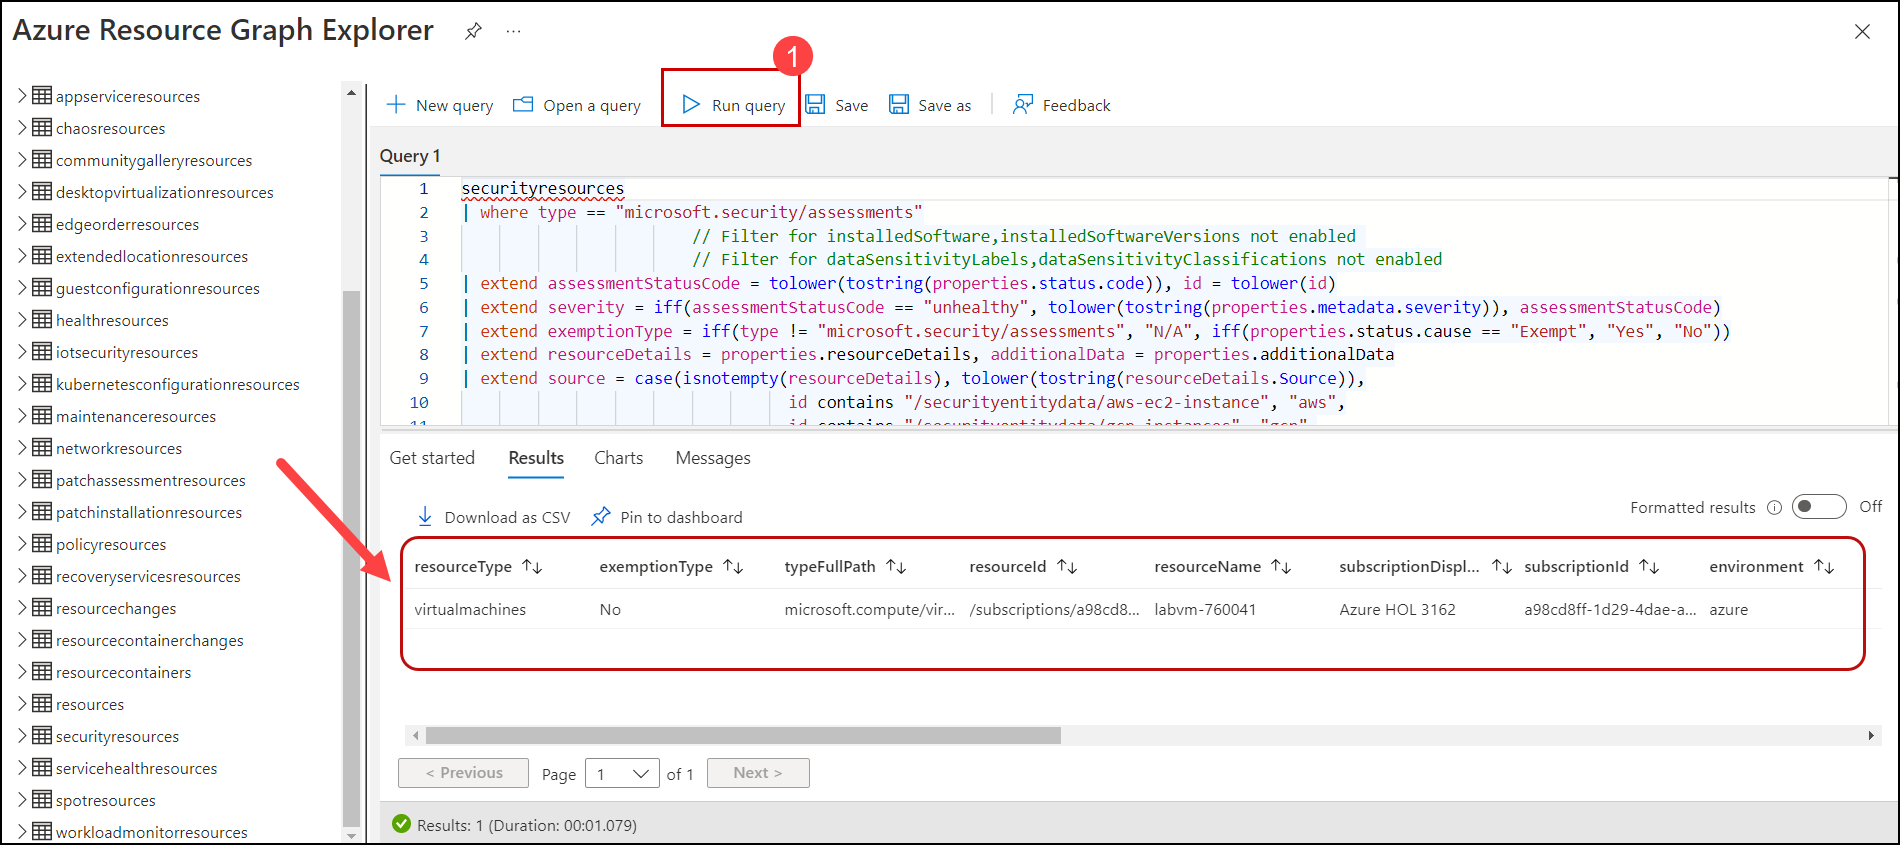 Azure Resource Graph Explorer
1
appserviceresources
chaosresources
communitygalleryresources
desktopvirtualizationresources
edgeorderresources
extendedlocationresources
guestconfigurationresources
healthresources
iotsecurityresources
kubernetesconfigurationresources
maintenanceresources
networkresources
patchassessmentresources
patchinstallationresources
policyresources
recoveryservicesresources
resourcechanges
resourcecontainerchanges
resourcecontainers
resources
securityresources
servicehealthresources
spotresources
workloadmonitorresources
New query Open a query Run query Save Save as Feedback
Query 1
1 securityresources
2 | where type == "microsoft.security/assessments"
3 // Filter for installedSoftware,installedSoftwareVersions not enabled
4 // Filter for dataSensitivityLabels,dataSensitivityClassifications not enabled
5 | extend assessmentStatusCode = tolower(tostring(properties.status.code)), id = tolower(id)
6 | extend severity = iff(assessmentStatusCode == "unhealthy", tolower(tostring(properties.metadata.severity)), assessmentStatusCode)
7 | extend exemptionType = iff(type != "microsoft.security/assessments", "N/A", iff(properties.status.cause == "Exempt", "Yes", "No"))
8 | extend resourceDetails = properties.resourceDetails, additionalData = properties.additionalData
9 | extend source = case(isnotempty(resourceDetails), tolower(tostring(resourceDetails.Source)),
10 id contains "/securityentitydata/aws-ec2-instance", "aws",
11 id contains "/securityentitydata/gcp-instances", "gcp",
Get started Results Charts Messages
Download as CSV Pin to dashboard
Formatted results Off
resourceType exemptionType typeFullPath resourceId resourceName subscriptionDispl... subscriptionId environment
virtualmachines No microsoft.compute/vir... /subscriptions/a98cd8... labvm-760041 Azure HOL 3162 a98cd8ff-1d29-4dae-a... azure
< Previous Page 1 of 1 Next >
Results: 1 (Duration: 00:01.079)